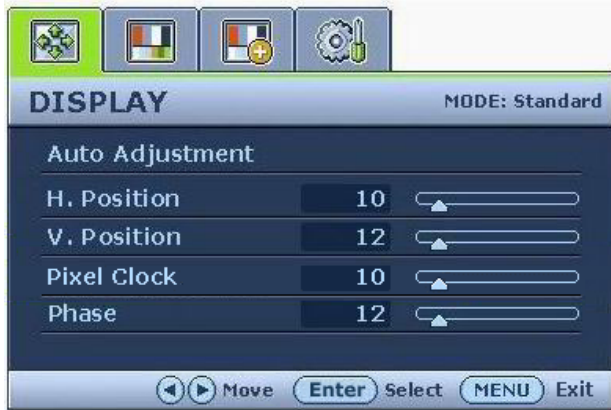 DISPLAY MODE: Standard
Auto Adjustment
H. Position 10
V. Position 12
Pixel Clock 10
Phase 12
Move Enter Select MENU Exit